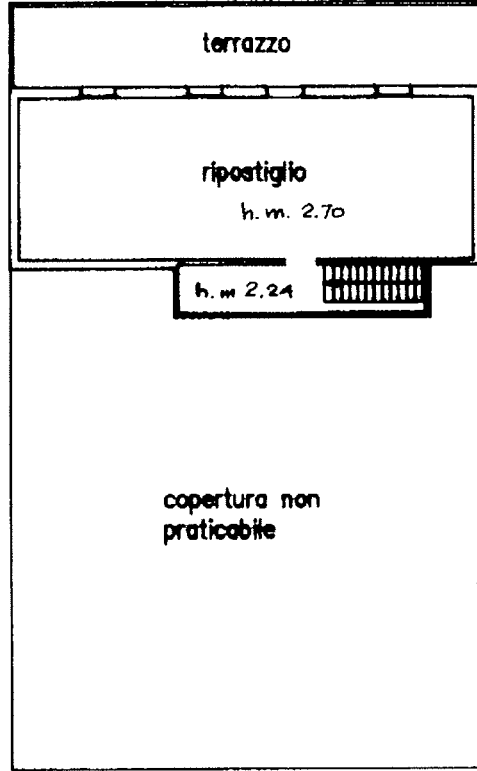 terrazzo
ripostiglio
h. m. 2.70
h. m 2.24
copertura non
praticabile